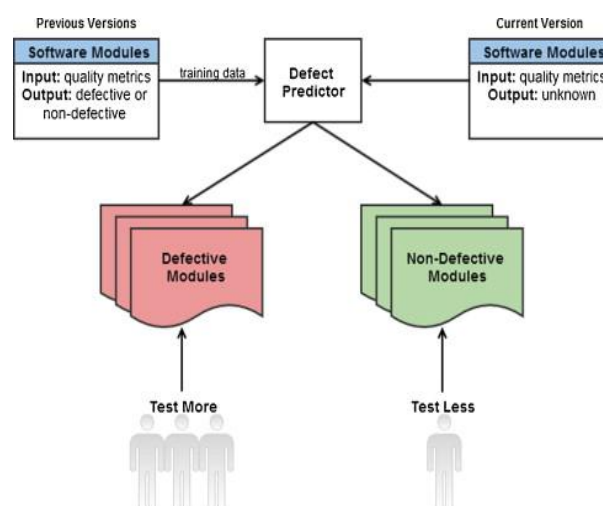 Previous Versions
Software Modules
Input: quality metrics
Output: defective or
non-defective
training data
Defect
Predictor
Current Version
Software Modules
Input: quality metrics
Output: unknown
Defective
Modules
Non-Defective
Modules
Test More
Test Less